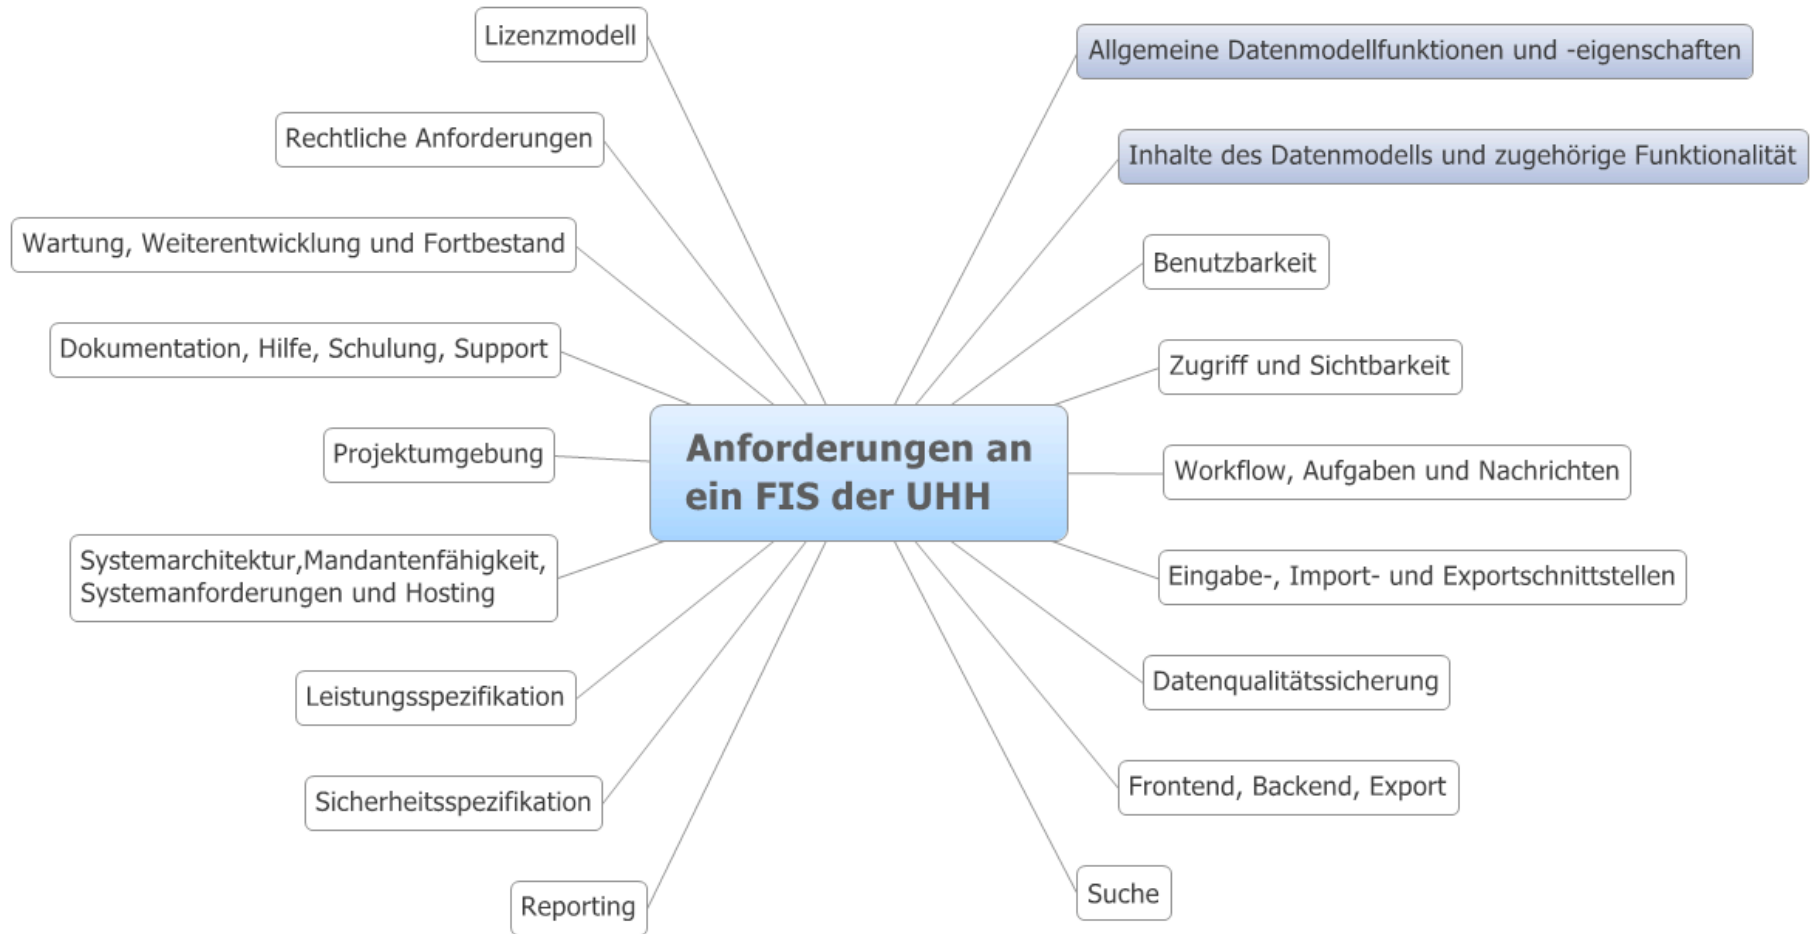 Lizenzmodell
Allgemeine Datenmodellfunktionen und -eigenschaften
Rechtliche Anforderungen
Inhalte des Datenmodells und zugehörige Funktionalität
Wartung, Weiterentwicklung und Fortbestand
Benutzbarkeit
Dokumentation, Hilfe, Schulung, Support
Zugriff und Sichtbarkeit
Anforderungen an
ein FIS der UHH
Projektumgebung
Workflow, Aufgaben und Nachrichten
Systemarchitektur,Mandantenfähigkeit,
Systemanforderungen und Hosting
Eingabe-, Import- und Exportschnittstellen
Leistungsspezifikation
Datenqualitätssicherung
Sicherheitsspezifikation
Frontend, Backend, Export
Reporting
Suche